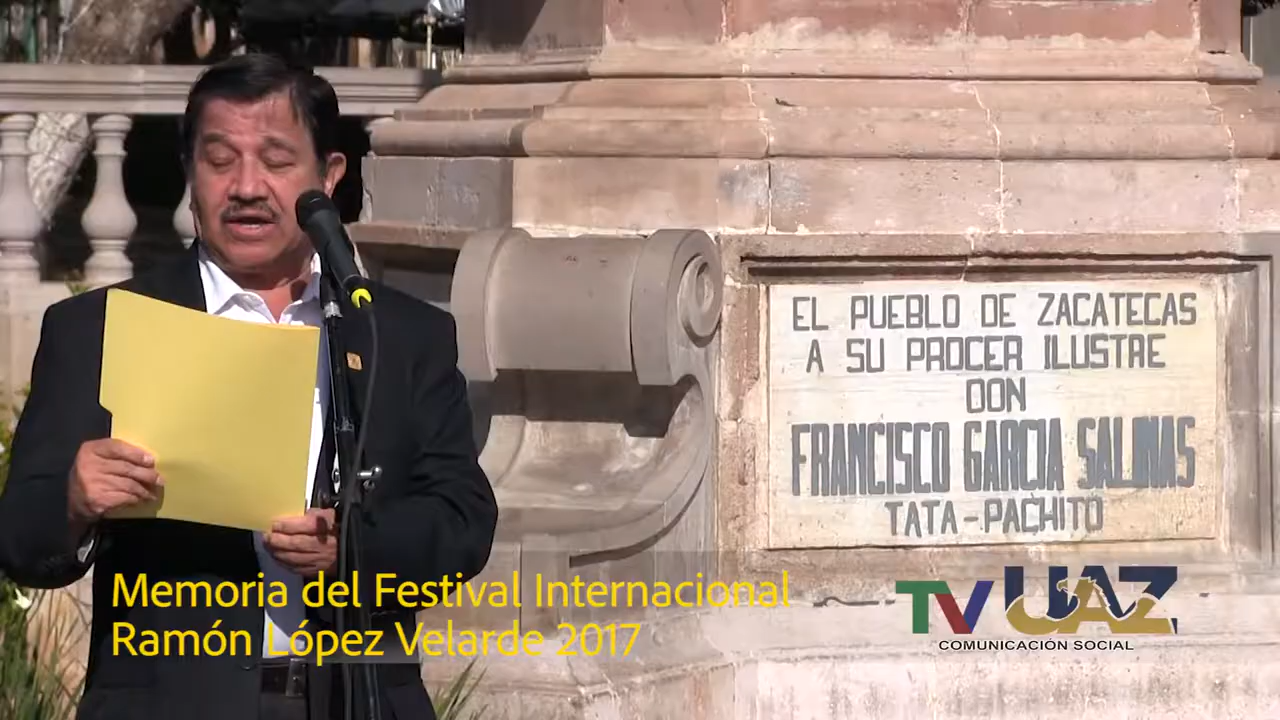 EL PUEBLO DE ZACATECAS
A SU PROCER ILUSTRE
DON
FRANCISCO GARCIA SALINAS
TATA-PACHITO
Memoria del Festival Internacional
Ramón López Velarde 2017
TV UAZ
COMUNICACIÓN SOCIAL